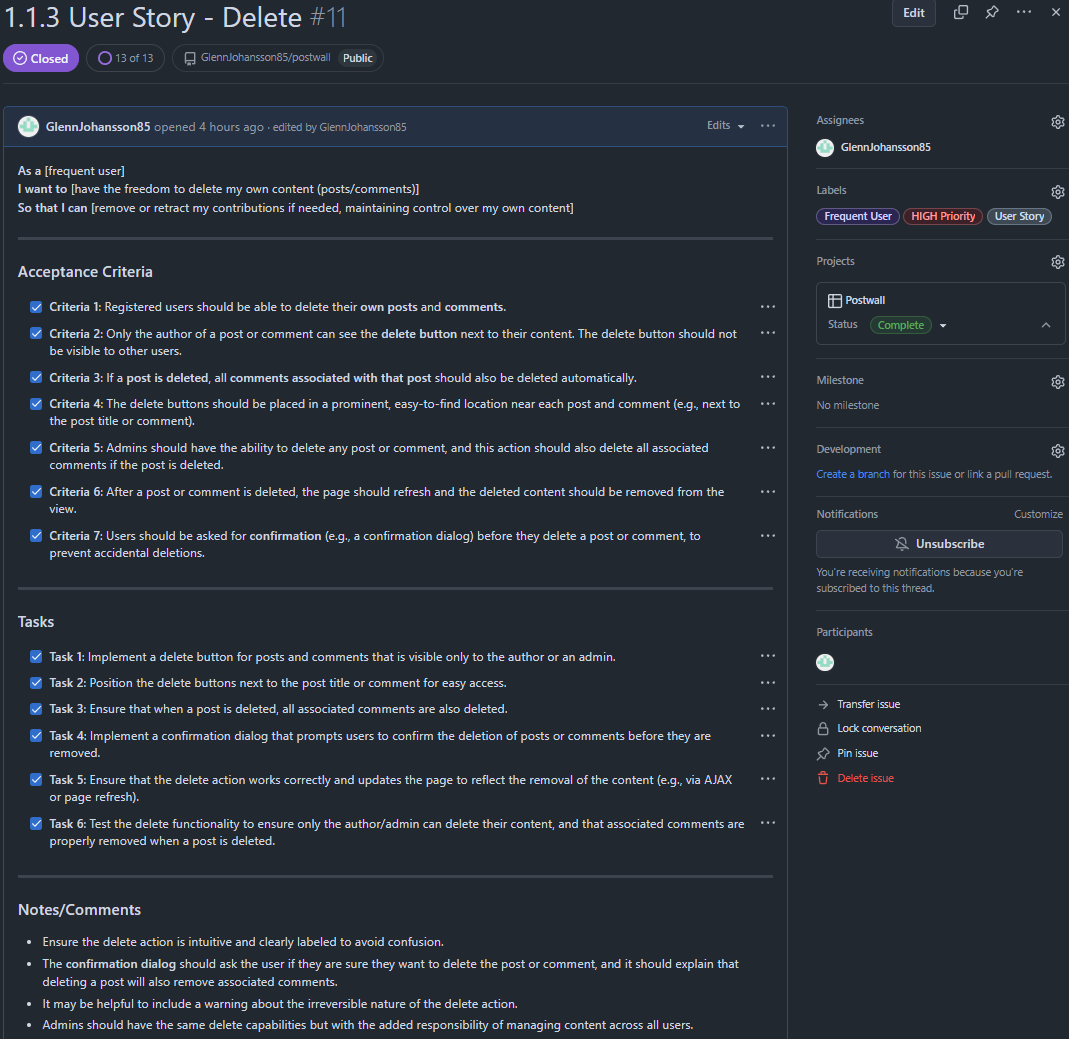 1.1.3 User Story - Delete #11
Edit
Closed
13 of 13
GlennJohansson85/postwall
Public
GlennJohansson85 opened 4 hours ago · edited by GlennJohansson85
Edits
As a [frequent user]
I want to [have the freedom to delete my own content (posts/comments)]
So that I can [remove or retract my contributions if needed, maintaining control over my own content]
Acceptance Criteria
Criteria 1: Registered users should be able to delete their own posts and comments.
Criteria 2: Only the author of a post or comment can see the delete button next to their content. The delete button should not
be visible to other users.
Criteria 3: If a post is deleted, all comments associated with that post should also be deleted automatically.
Criteria 4: The delete buttons should be placed in a prominent, easy-to-find location near each post and comment (e.g., next to
the post title or comment).
Criteria 5: Admins should have the ability to delete any post or comment, and this action should also delete all associated
comments if the post is deleted.
Criteria 6: After a post or comment is deleted, the page should refresh and the deleted content should be removed from the
view.
Criteria 7: Users should be asked for confirmation (e.g., a confirmation dialog) before they delete a post or comment, to
prevent accidental deletions.
Tasks
Task 1: Implement a delete button for posts and comments that is visible only to the author or an admin.
Task 2: Position the delete buttons next to the post title or comment for easy access.
Task 3: Ensure that when a post is deleted, all associated comments are also deleted.
Task 4: Implement a confirmation dialog that prompts users to confirm the deletion of posts or comments before they are
removed.
Task 5: Ensure that the delete action works correctly and updates the page to reflect the removal of the content (e.g., via AJAX
or page refresh).
Task 6: Test the delete functionality to ensure only the author/admin can delete their content, and that associated comments are
properly removed when a post is deleted.
Notes/Comments
Ensure the delete action is intuitive and clearly labeled to avoid confusion.
The confirmation dialog should ask the user if they are sure they want to delete the post or comment, and it should explain that
deleting a post will also remove associated comments.
It may be helpful to include a warning about the irreversible nature of the delete action.
Admins should have the same delete capabilities but with the added responsibility of managing content across all users.
Assignees
GlennJohansson85
Labels
Frequent User
HIGH Priority
User Story
Projects
Postwall
Status
Complete
Milestone
No milestone
Development
Create a branch for this issue or link a pull request.
Notifications
Customize
Unsubscribe
You're receiving notifications because you're
subscribed to this thread.
Participants
Transfer issue
Lock conversation
Pin issue
Delete issue